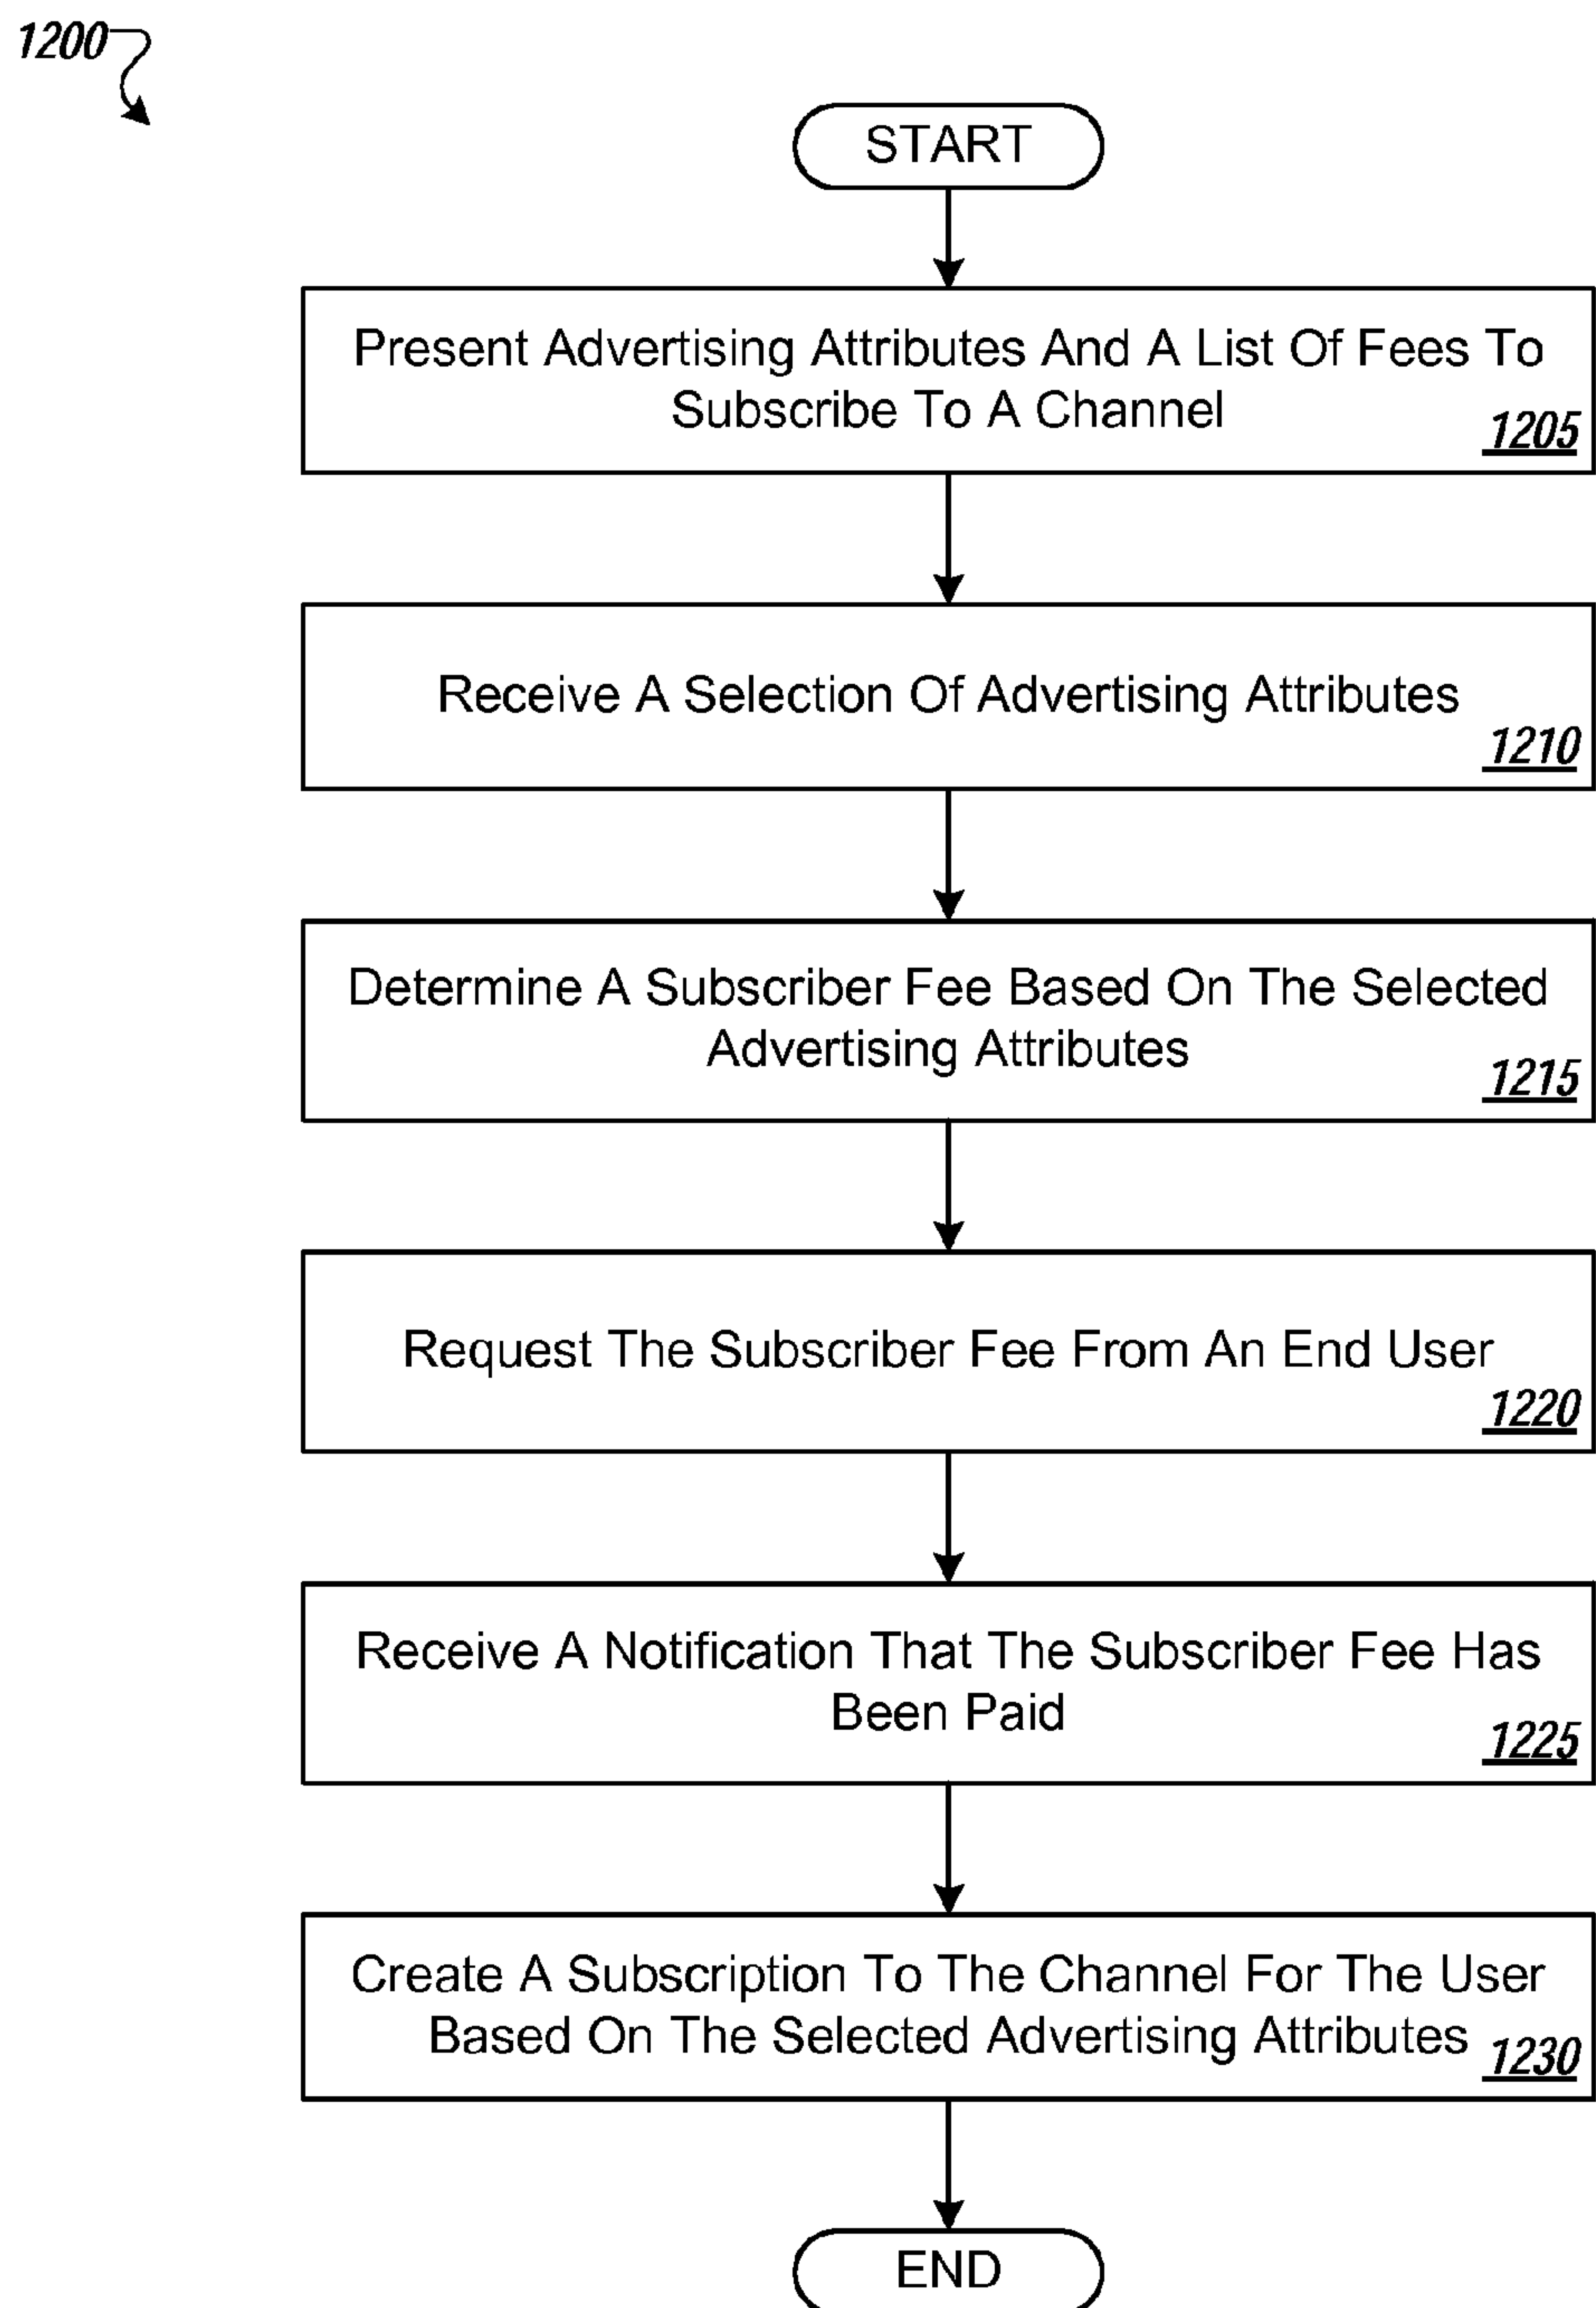 1200
START
Present Advertising Attributes And A List Of Fees To
Subscribe To A Channel
1205
Receive A Selection Of Advertising Attributes
1210
Determine A Subscriber Fee Based On The Selected
Advertising Attributes
1215
Request The Subscriber Fee From An End User
1220
Receive A Notification That The Subscriber Fee Has
Been Paid
1225
Create A Subscription To The Channel For The User
Based On The Selected Advertising Attributes
1230
END